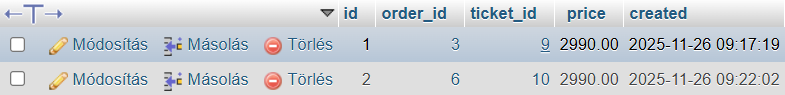 id order_id ticket_id price created
Módosítás Másolás Törlés 1 3 9 2990.00 2025-11-26 09:17:19
Módosítás Másolás Törlés 2 6 10 2990.00 2025-11-26 09:22:02